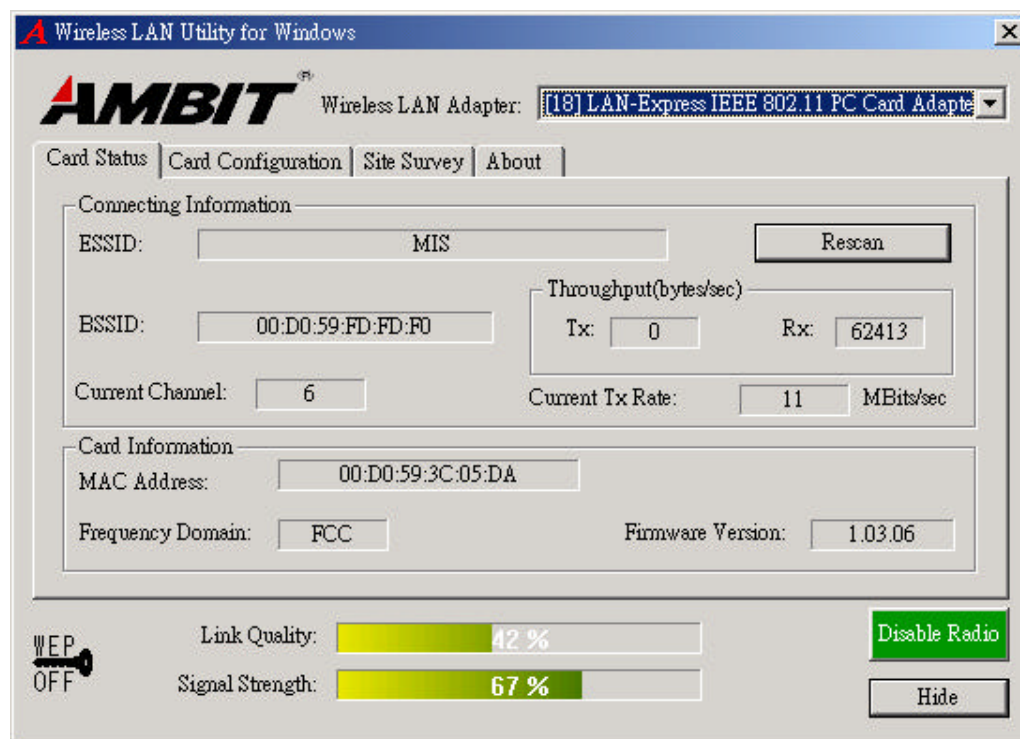 Wireless LAN Utility for Windows
AMBIT® Wireless LAN Adapter: [18] LAN-Express IEEE 802.11 PC Card Adapte
Card Status Card Configuration Site Survey About
Connecting Information
ESSID: MIS Rescan
Throughput(bytes/sec)
BSSID: 00:D0:59:FD:FD:F0 Tx: 0 Rx: 62413
Current Channel: 6 Current Tx Rate: 11 MBits/sec
Card Information
MAC Address: 00:D0:59:3C:05:DA
Frequency Domain: FCC Firmware Version: 1.03.06
WEP OFF
Link Quality: 42 % Disable Radio
Signal Strength: 67 % Hide